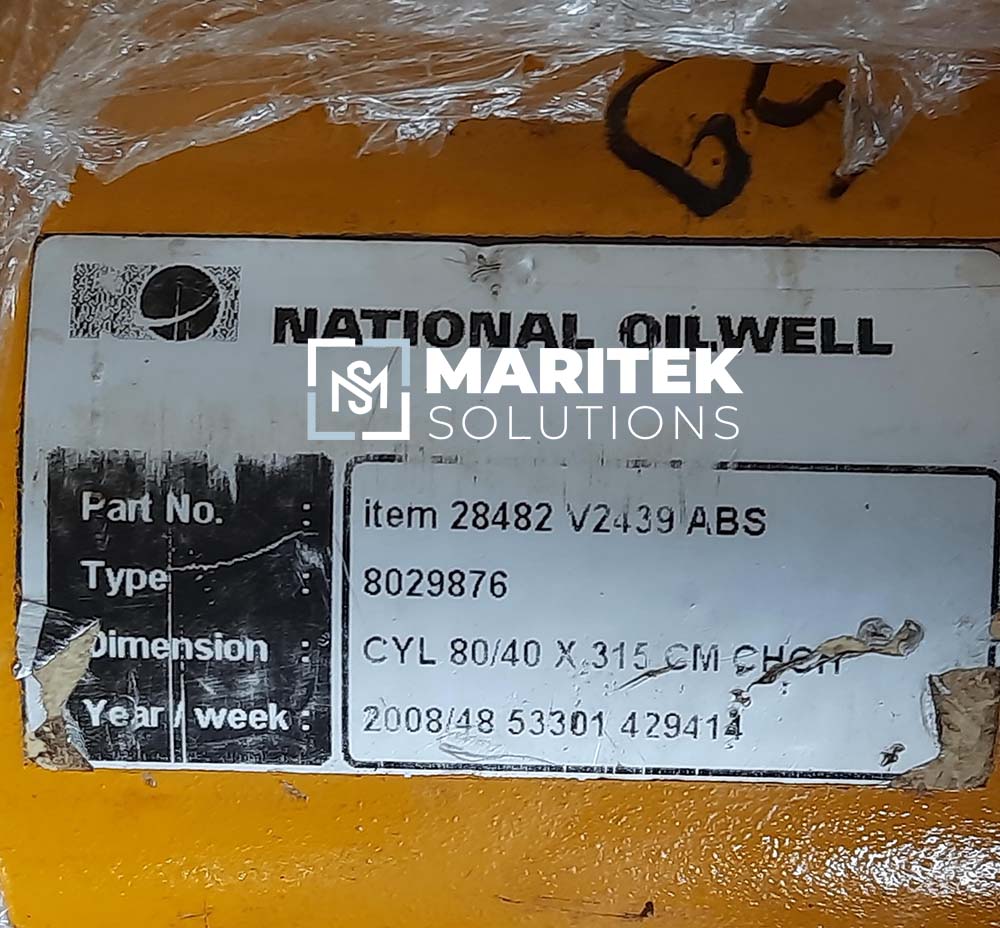 NATIONAL OILWELL
MARITEK
SOLUTIONS
Part No. : item 28482 V2439 ABS
Type : 8029876
Dimension : CYL 80/40 X 315 CM
Year / week : 2008/48 53301 429414